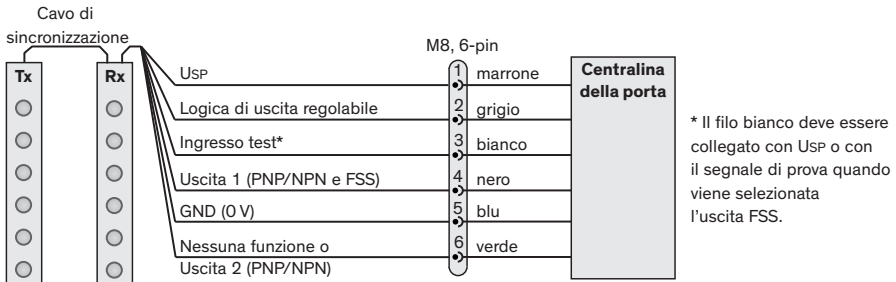 Cavo di
sincronizzazione
Tx
Rx
M8, 6-pin
USP
1
marrone
Logica di uscita regolabile
2
grigio
Ingresso test*
3
bianco
Uscita 1 (PNP/NPN e FSS)
4
nero
GND (0 V)
5
blu
Nessuna funzione o
Uscita 2 (PNP/NPN)
6
verde
Centralina
della porta
* Il filo bianco deve essere
collegato con USP o con
il segnale di prova quando
viene selezionata
l'uscita FSS.